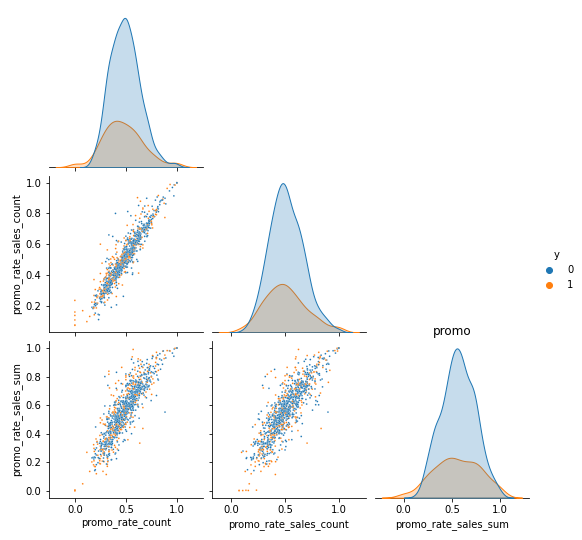 promo_rate_sales_count
1.0
0.8
0.6
0.4
0.2
y
0
1
promo
promo_rate_sales_sum
1.0
0.8
0.6
0.4
0.2
0.0
0.0 0.5 1.0
promo_rate_count
0.0 0.5 1.0
promo_rate_sales_count
0.0 0.5 1.0
promo_rate_sales_sum